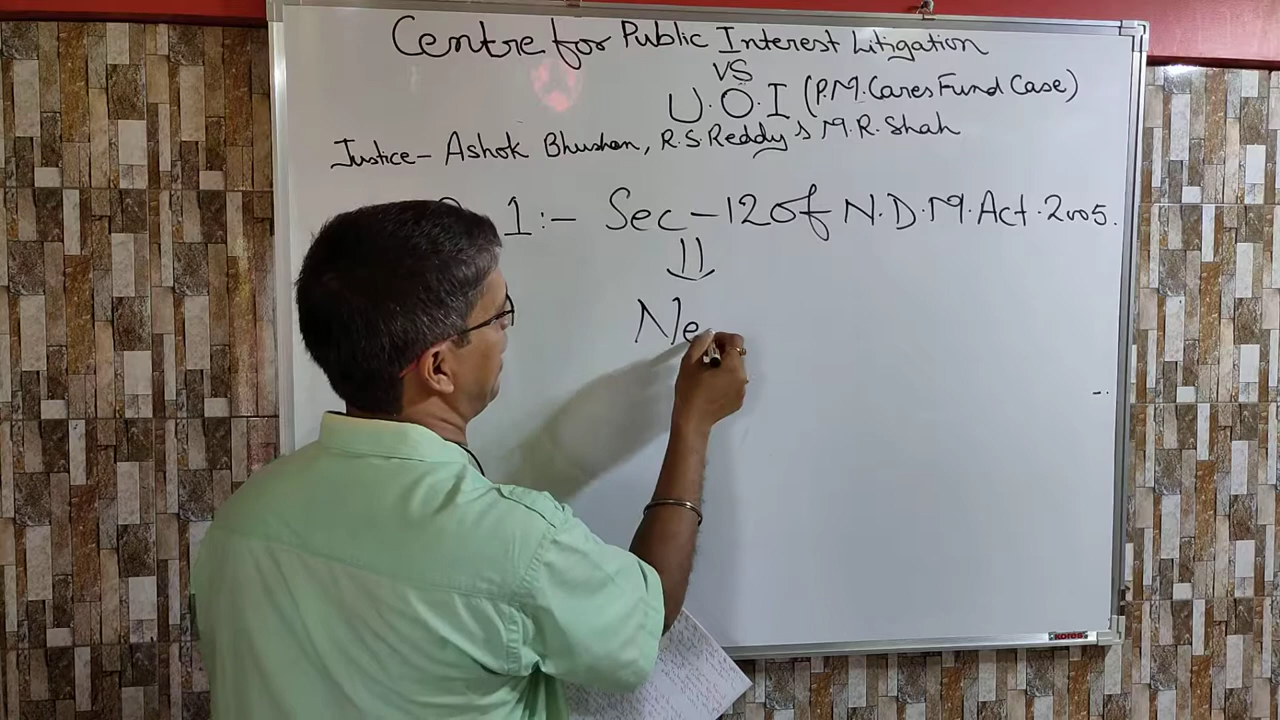 Centre for Public Interest Litigation
VS
U.O.I (P.M. Cares Fund Case)
Justice- Ashok Bhushan, R.S. Reddy & M.R. Shah
1:- Sec-12 of N.D.M. Act. 2005.
Ne
kores